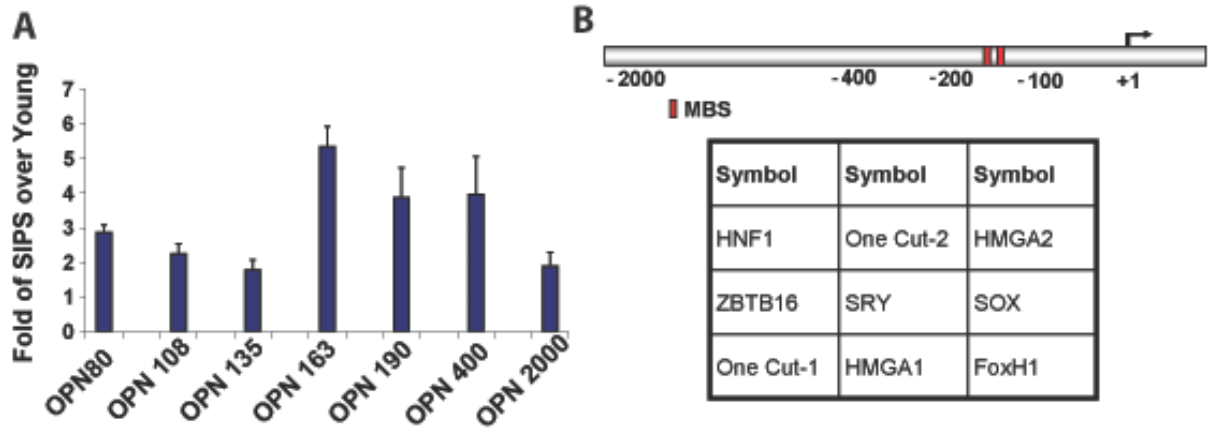 A
Fold of SIPS over Young
7
6
5
4
3
2
1
0
OPN80
OPN 108
OPN 135
OPN 163
OPN 190
OPN 400
OPN 2000
B
-2000 -400 -200 -100 +1
MBS
Symbol Symbol Symbol
HNF1 One Cut-2 HMGA2
ZBTB16 SRY SOX
One Cut-1 HMGA1 FoxH1